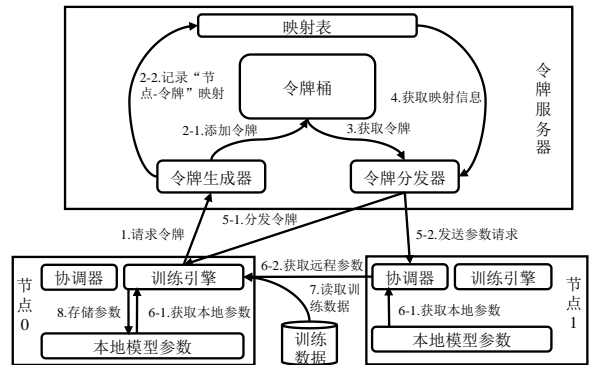 映射表
2-2.记录“节
点-令牌”映射
令牌桶
4.获取映射信息
令牌服务器
2-1.添加令牌
3.获取令牌
令牌生成器
令牌分发器
1.请求令牌
5-1.分发令牌
5-2.发送参数请求
节点0
协调器
训练引擎
6-2.获取远程参数
协调器
训练引擎
节点1
7.读取训
练数据
8.存储参数
6-1.获取本地参数
6-1.获取本地参数
本地模型参数
训练
数据
本地模型参数